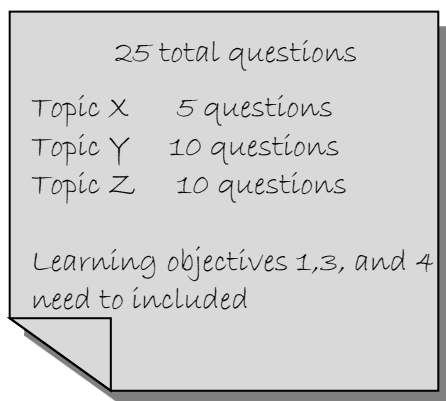 25 total questions
Topic X 5 questions
Topic Y 10 questions
Topic Z 10 questions
Learning objectives 1,3, and 4
need to included